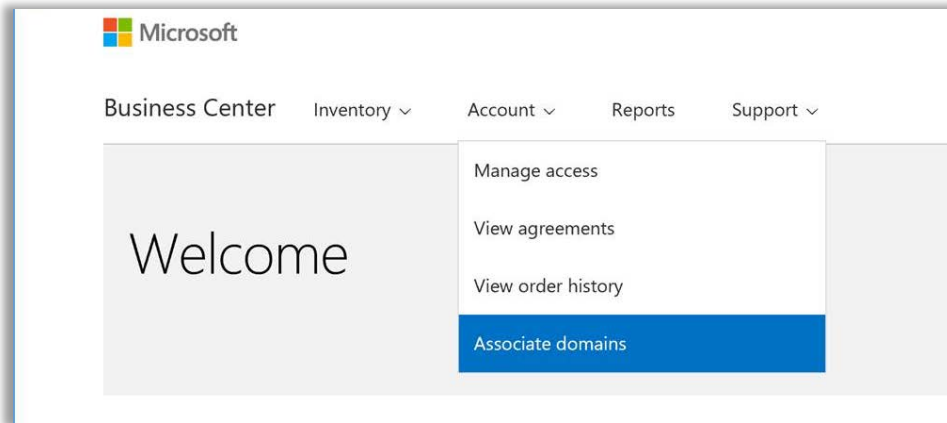 Microsoft
Business Center Inventory Account Reports Support
Manage access
View agreements
Welcome
View order history
Associate domains